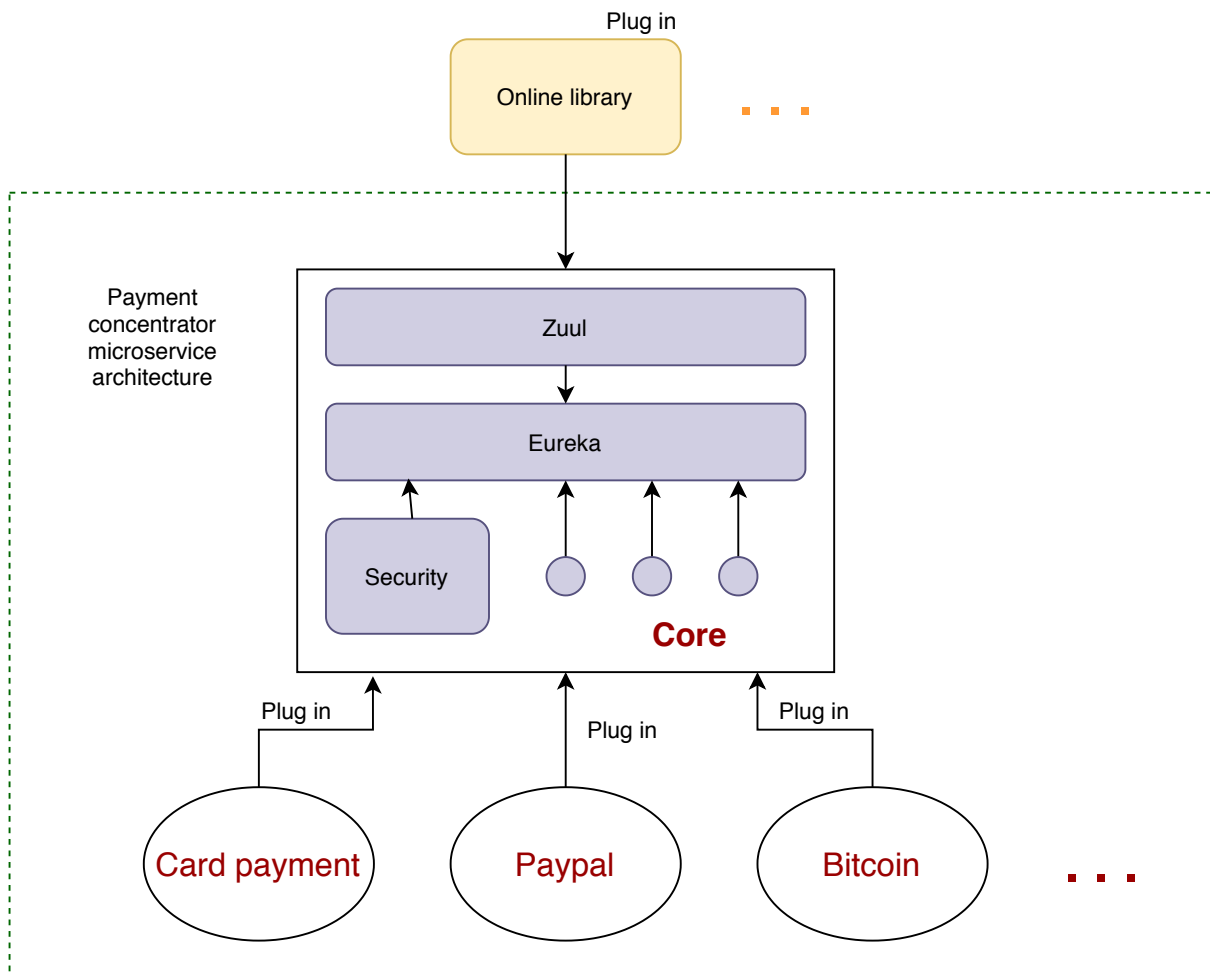 Plug in
Online library
Payment
concentrator
microservice
architecture
Zuul
Eureka
Security
Core
Plug in
Plug in
Plug in
Card payment
Paypal
Bitcoin